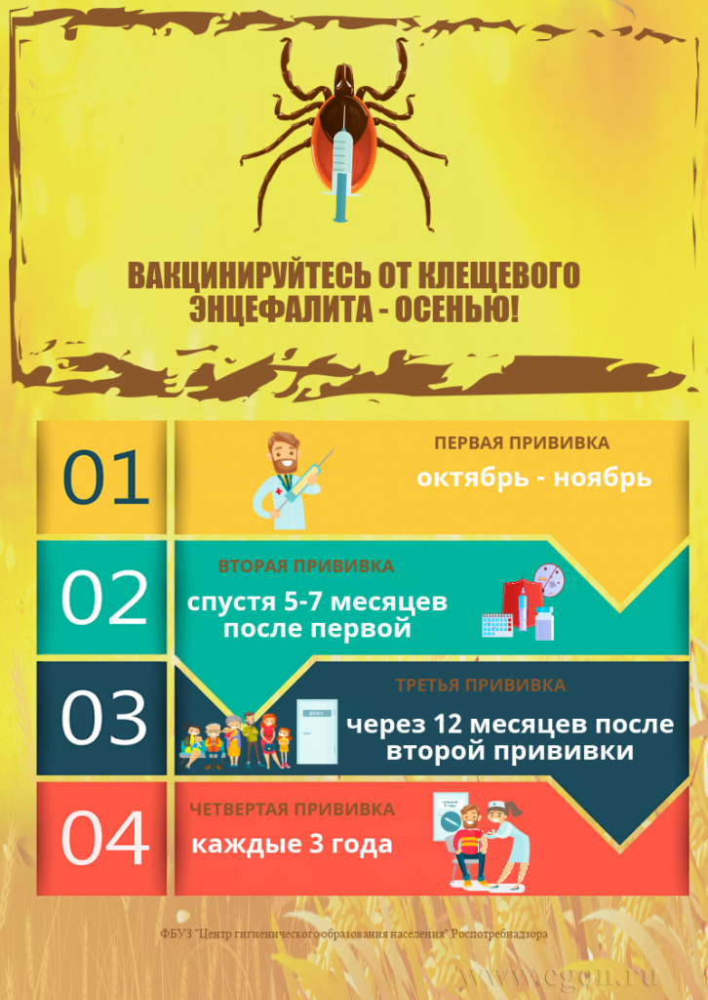 ВАКЦИНИРУЙТЕСЬ ОТ КЛЕЩЕВОГО
ЭНЦЕФАЛИТА - ОСЕНЬЮ!
01
ПЕРВАЯ ПРИВИВКА
октябрь - ноябрь
02
ВТОРАЯ ПРИВИВКА
спустя 5-7 месяцев
после первой
03
ТРЕТЬЯ ПРИВИВКА
через 12 месяцев после
второй прививки
04
ЧЕТВЕРТАЯ ПРИВИВКА
каждые 3 года
ФБУЗ "Центр гигиенического образования населения" Роспотребнадзора
www.cgon.ru